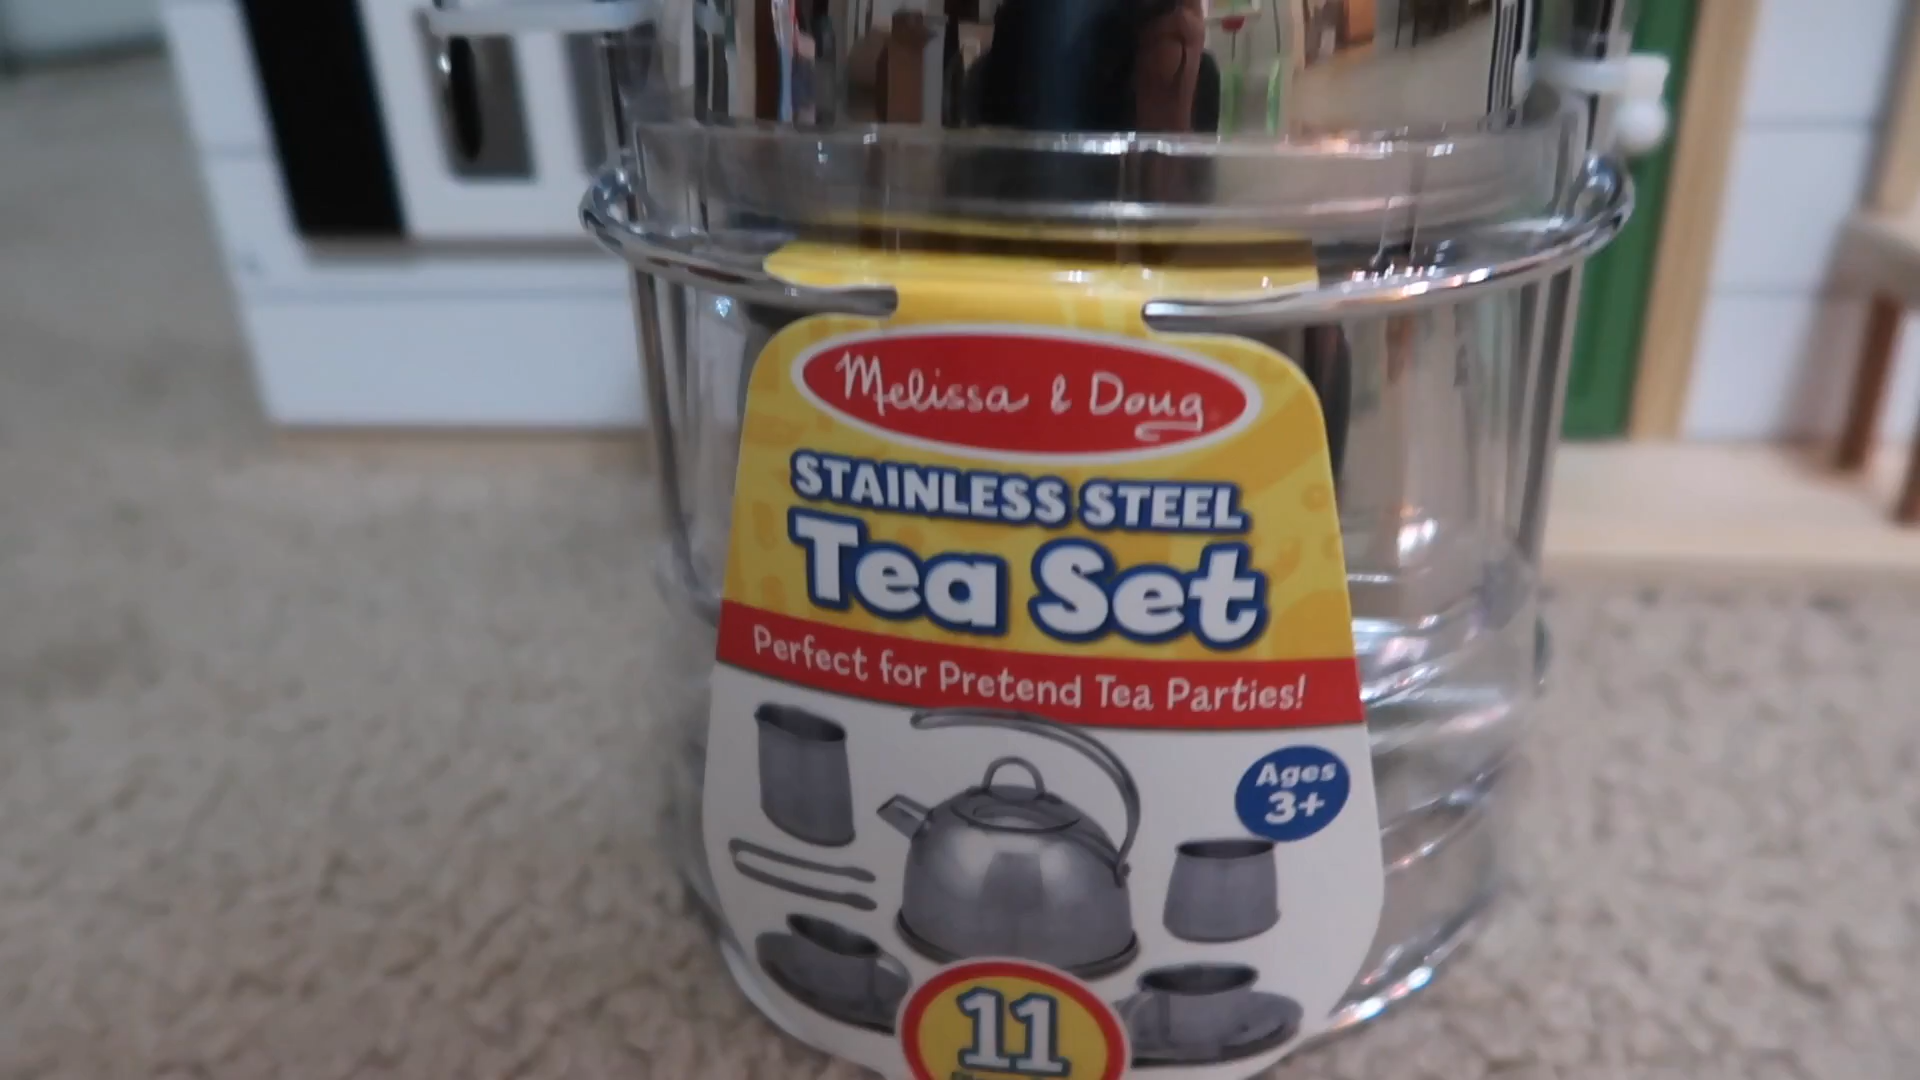 Melissa & Doug
STAINLESS STEEL
Tea Set
Perfect for Pretend Tea Parties!
Ages
3+
11